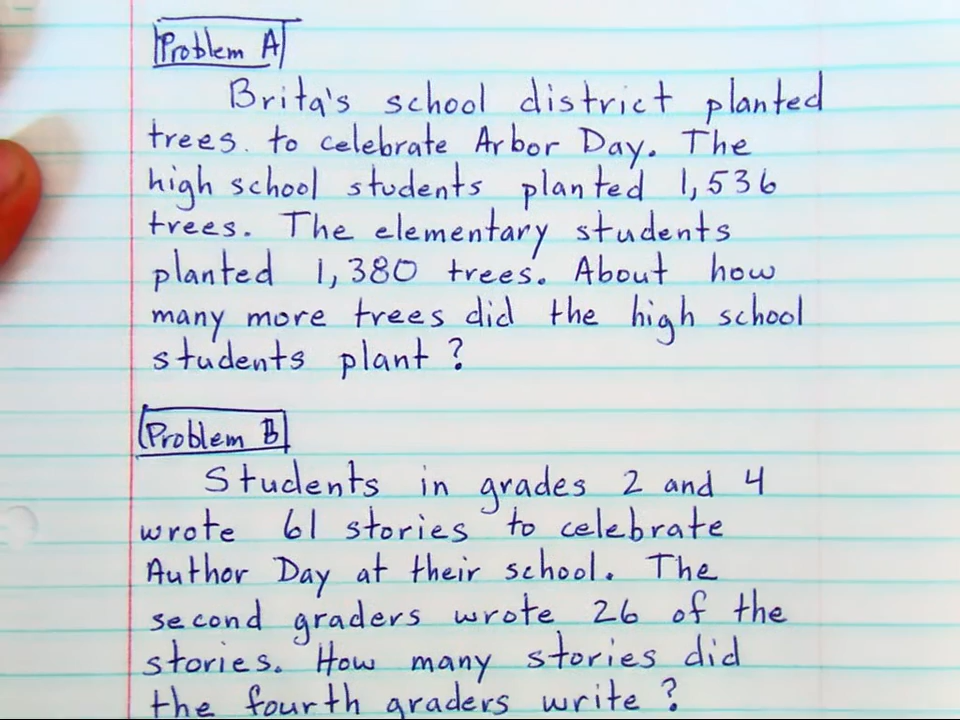 Problem A
Brita's school district planted
trees. to celebrate Arbor Day. The
high school students planted 1,536
trees. The elementary students
planted 1,380 trees. About how
many more trees did the high school
students plant?
Problem B
Students in grades 2 and 4
wrote 61 stories to celebrate
Author Day at their school. The
second graders wrote 26 of the
stories. How many stories did
the fourth graders write?